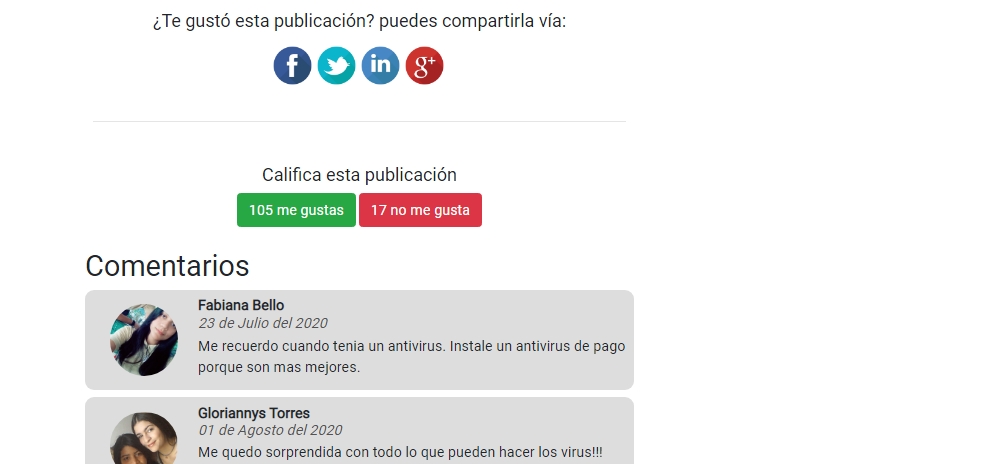 ¿Te gustó esta publicación? puedes compartirla vía:
f in g+
Califica esta publicación
105 me gustas 17 no me gusta
Comentarios
Fabiana Bello
23 de Julio del 2020
Me recuerdo cuando tenia un antivirus. Instale un antivirus de pago
porque son mas mejores.
Gloriannys Torres
01 de Agosto del 2020
Me quedo sorprendida con todo lo que pueden hacer los virus!!!